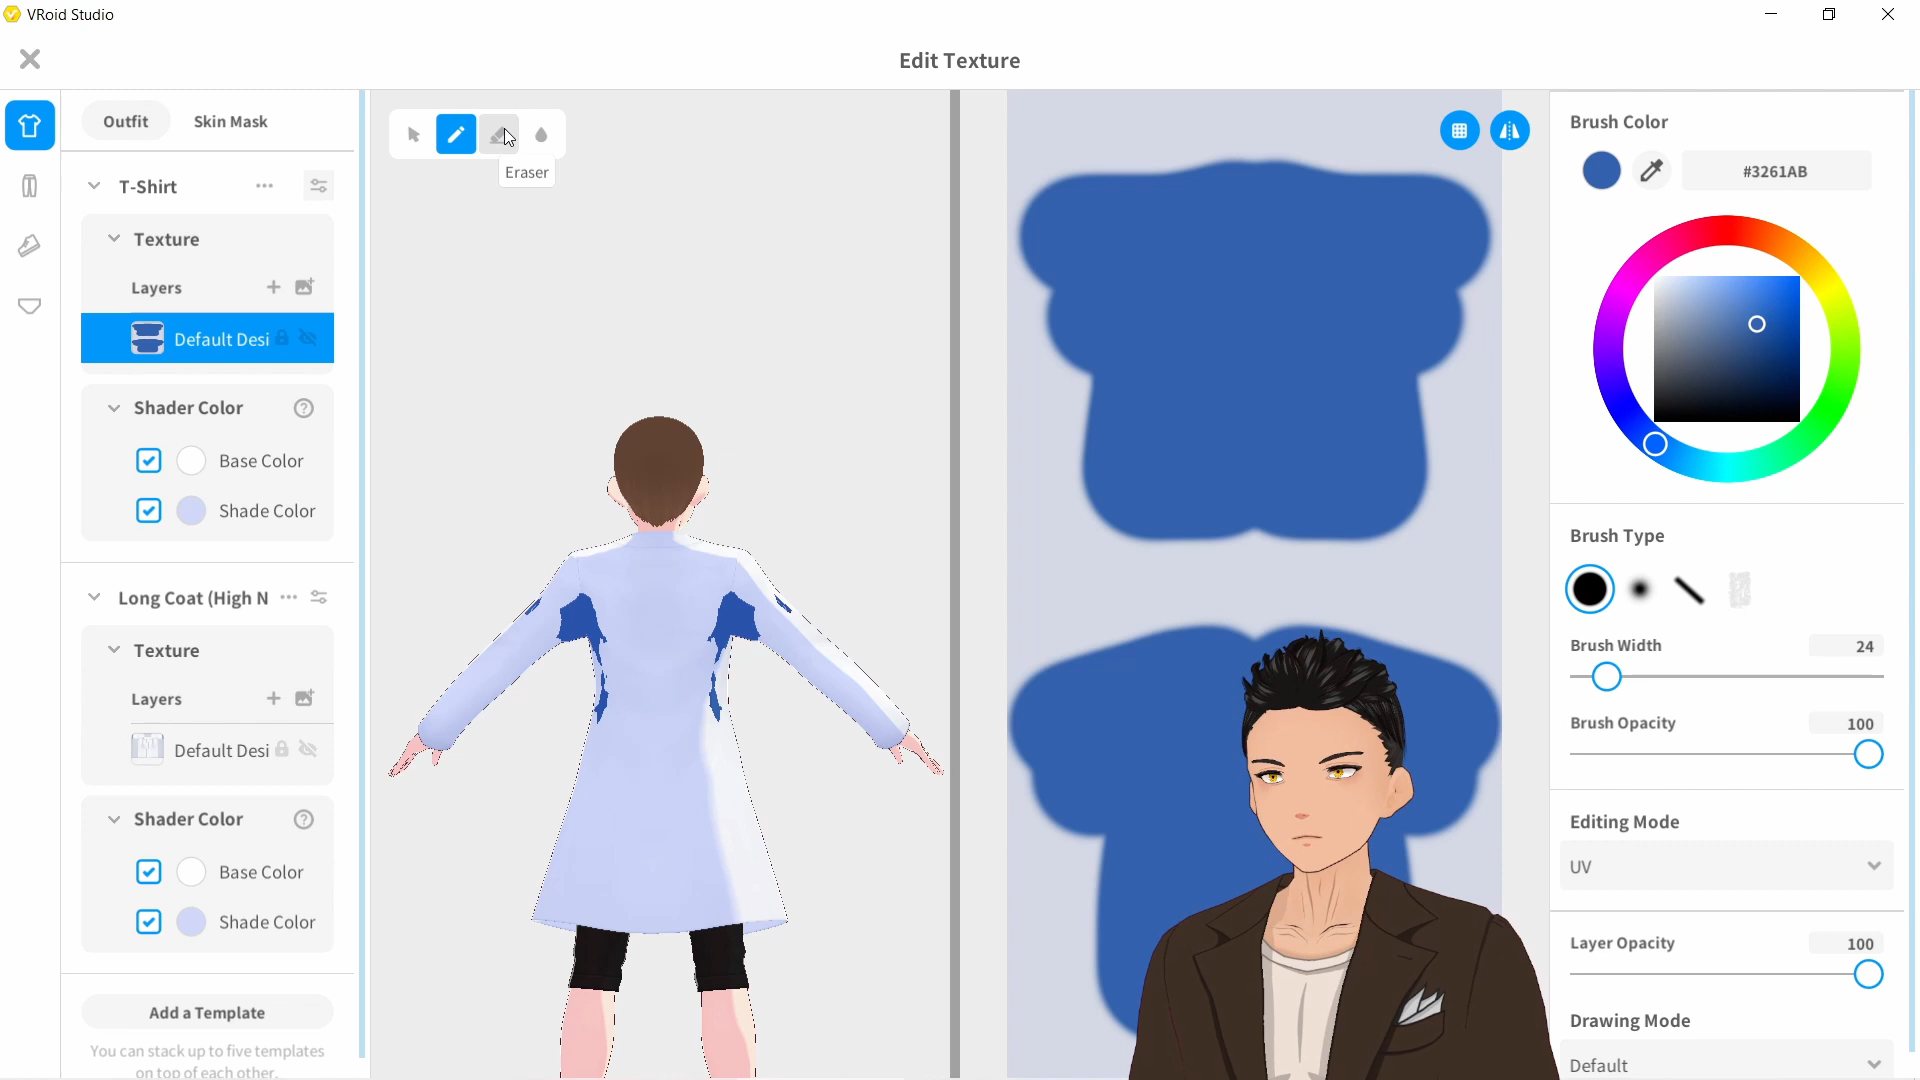 VRoid Studio
Edit Texture
Outfit
Skin Mask
T-Shirt
Texture
Layers
Default Desi
Shader Color
Base Color
Shade Color
Long Coat (High N
Texture
Layers
Default Desi
Shader Color
Base Color
Shade Color
Add a Template
You can stack up to five templates
on top of each other.
Eraser
Brush Color
#3261AB
Brush Type
Brush Width
24
Brush Opacity
100
Editing Mode
UV
Layer Opacity
100
Drawing Mode
Default